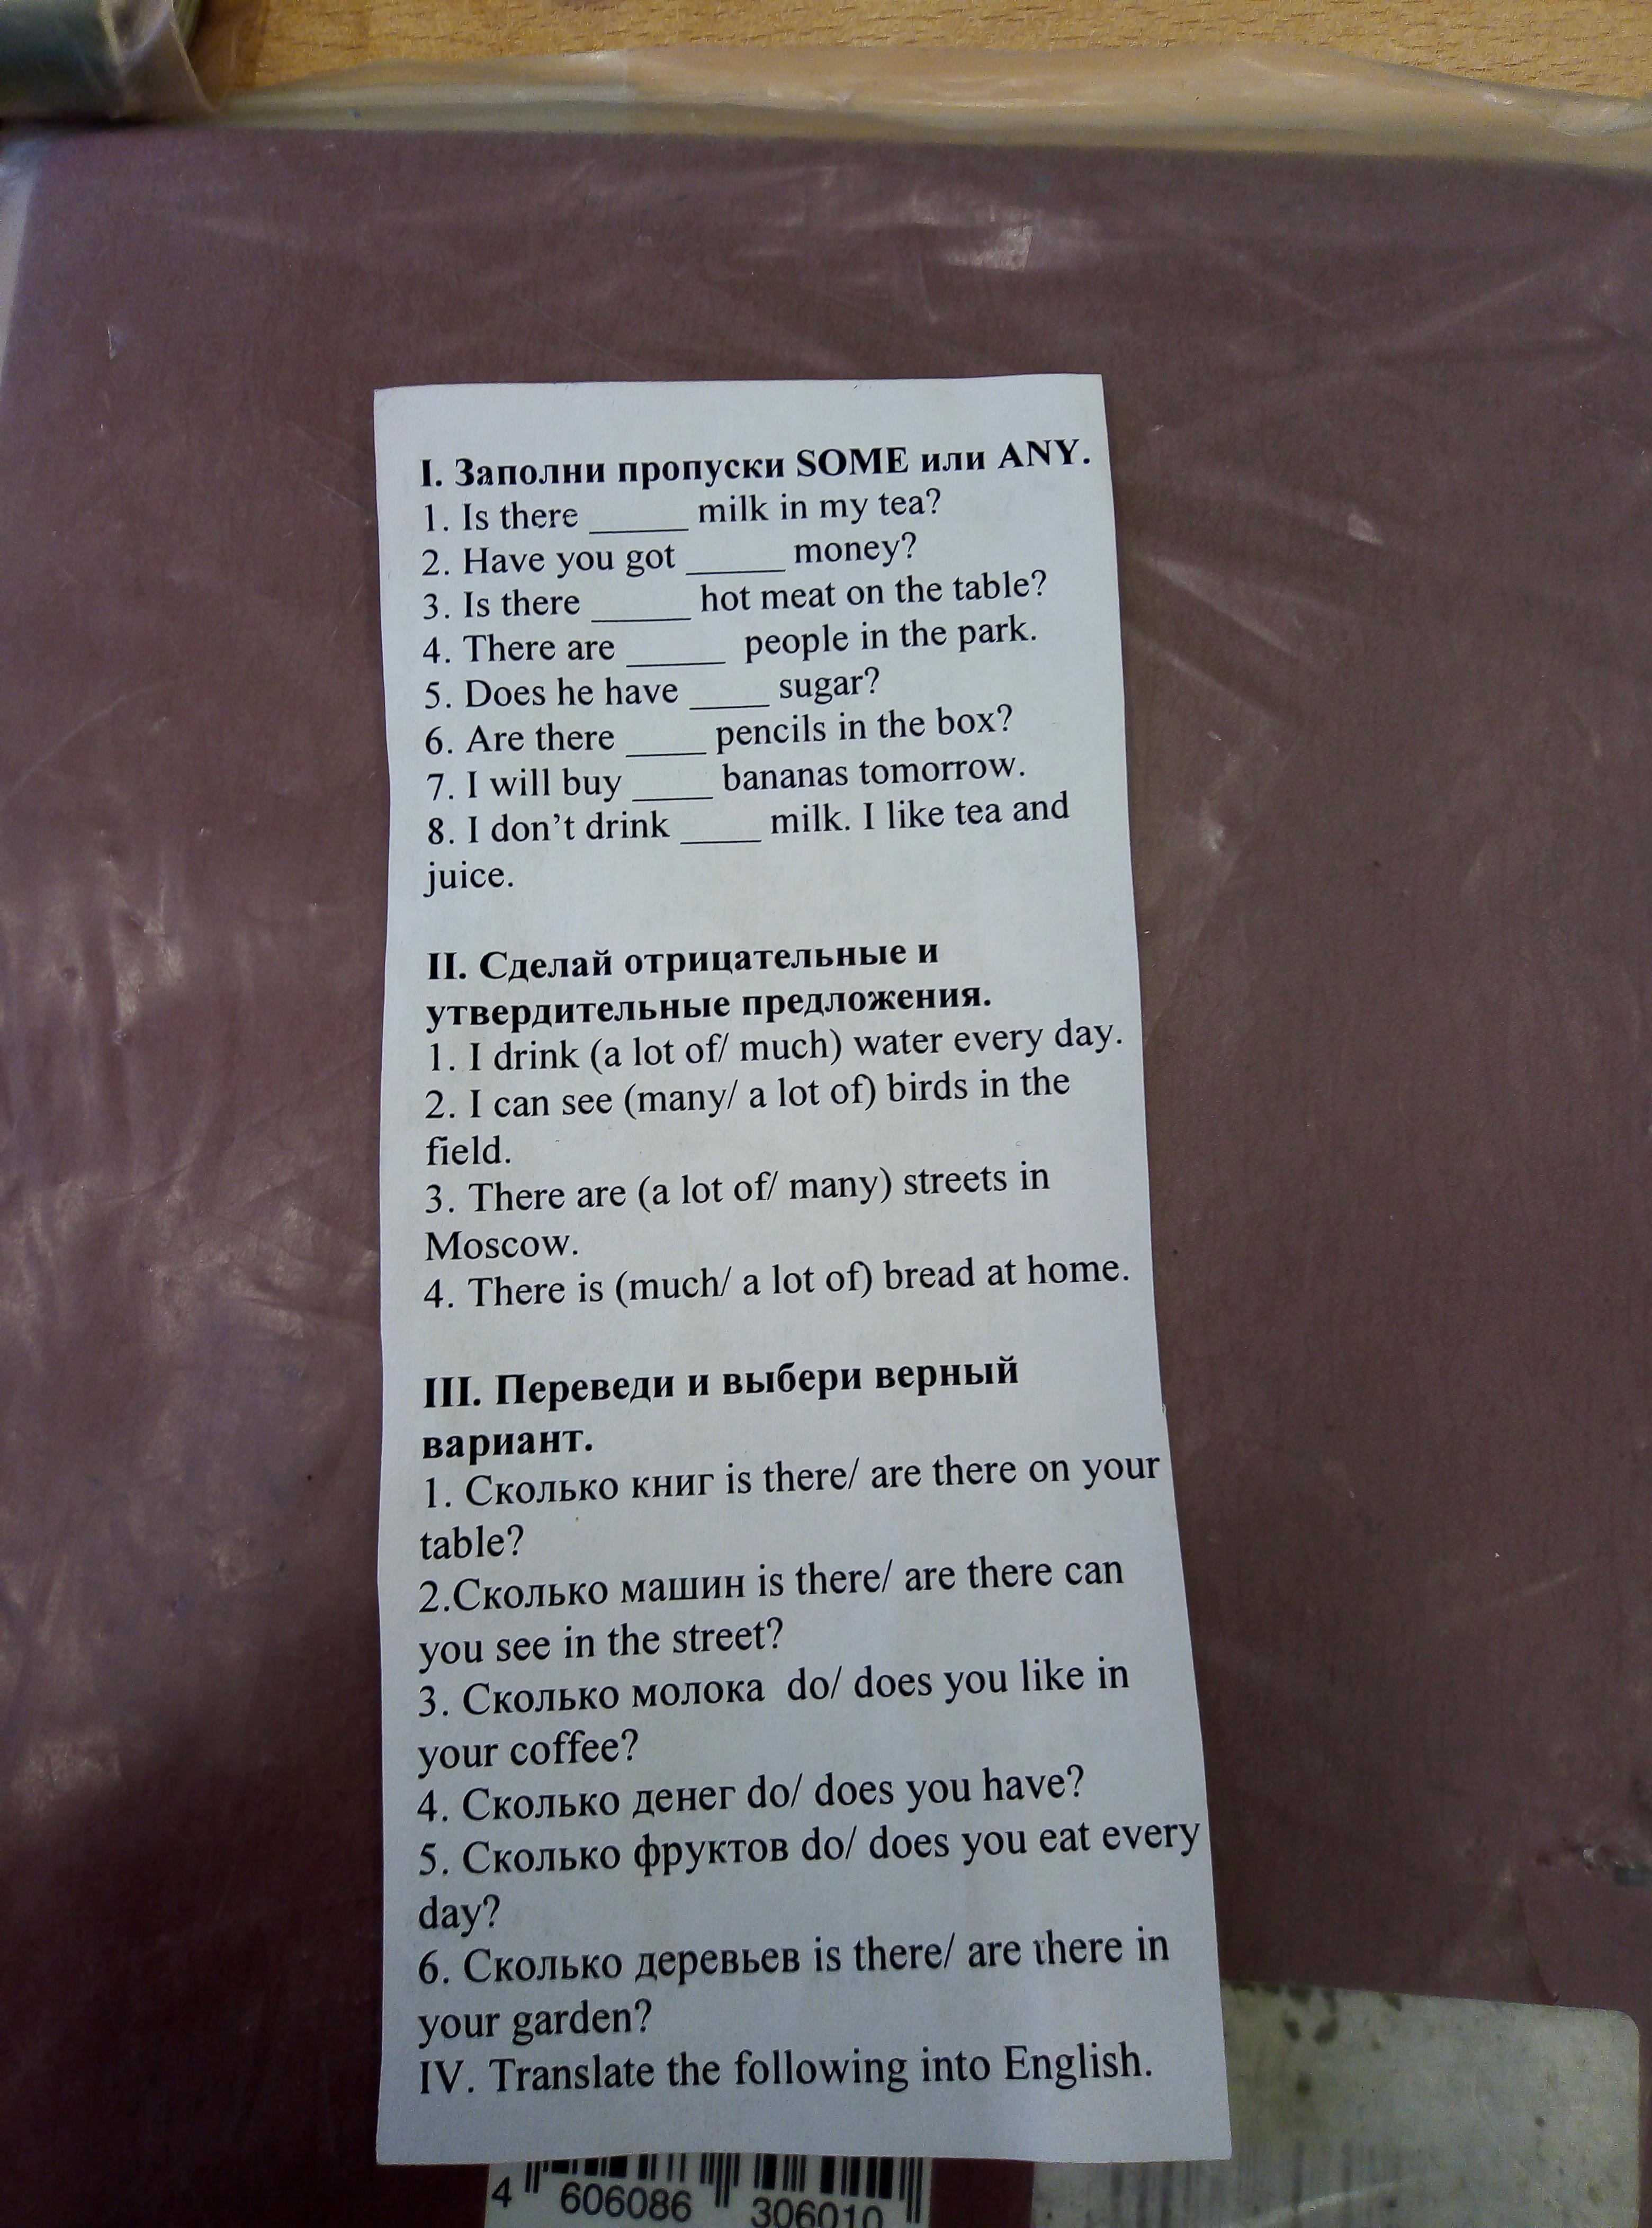 I. Заполни пропуски SOME или ANY.
1. Is there _____ milk in my tea?
2. Have you got _____ money?
3. Is there _____ hot meat on the table?
4. There are _____ people in the park.
5. Does he have ____ sugar?
6. Are there ____ pencils in the box?
7. I will buy ____ bananas tomorrow.
8. I don’t drink ____ milk. I like tea and
juice.
II. Сделай отрицательные и
утвердительные предложения.
1. I drink (a lot of/ much) water every day.
2. I can see (many/ a lot of) birds in the
field.
3. There are (a lot of/ many) streets in
Moscow.
4. There is (much/ a lot of) bread at home.
III. Переведи и выбери верный
вариант.
1. Сколько книг is there/ are there on your
table?
2.Сколько машин is there/ are there can
you see in the street?
3. Сколько молока do/ does you like in
your coffee?
4. Сколько денег do/ does you have?
5. Сколько фруктов do/ does you eat every
day?
6. Сколько деревьев is there/ are there in
your garden?
IV. Translate the following into English.
4 606086 306010